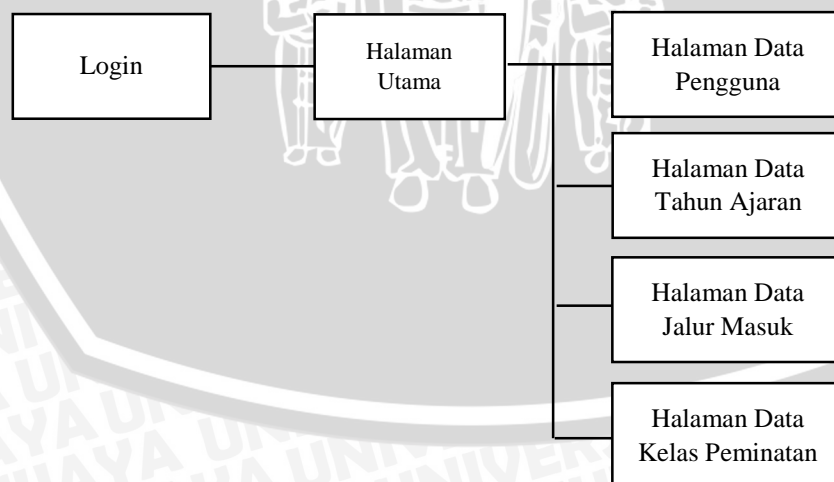 Login
Halaman
Utama
Halaman Data
Pengguna
Halaman Data
Tahun Ajaran
Halaman Data
Jalur Masuk
Halaman Data
Kelas Peminatan